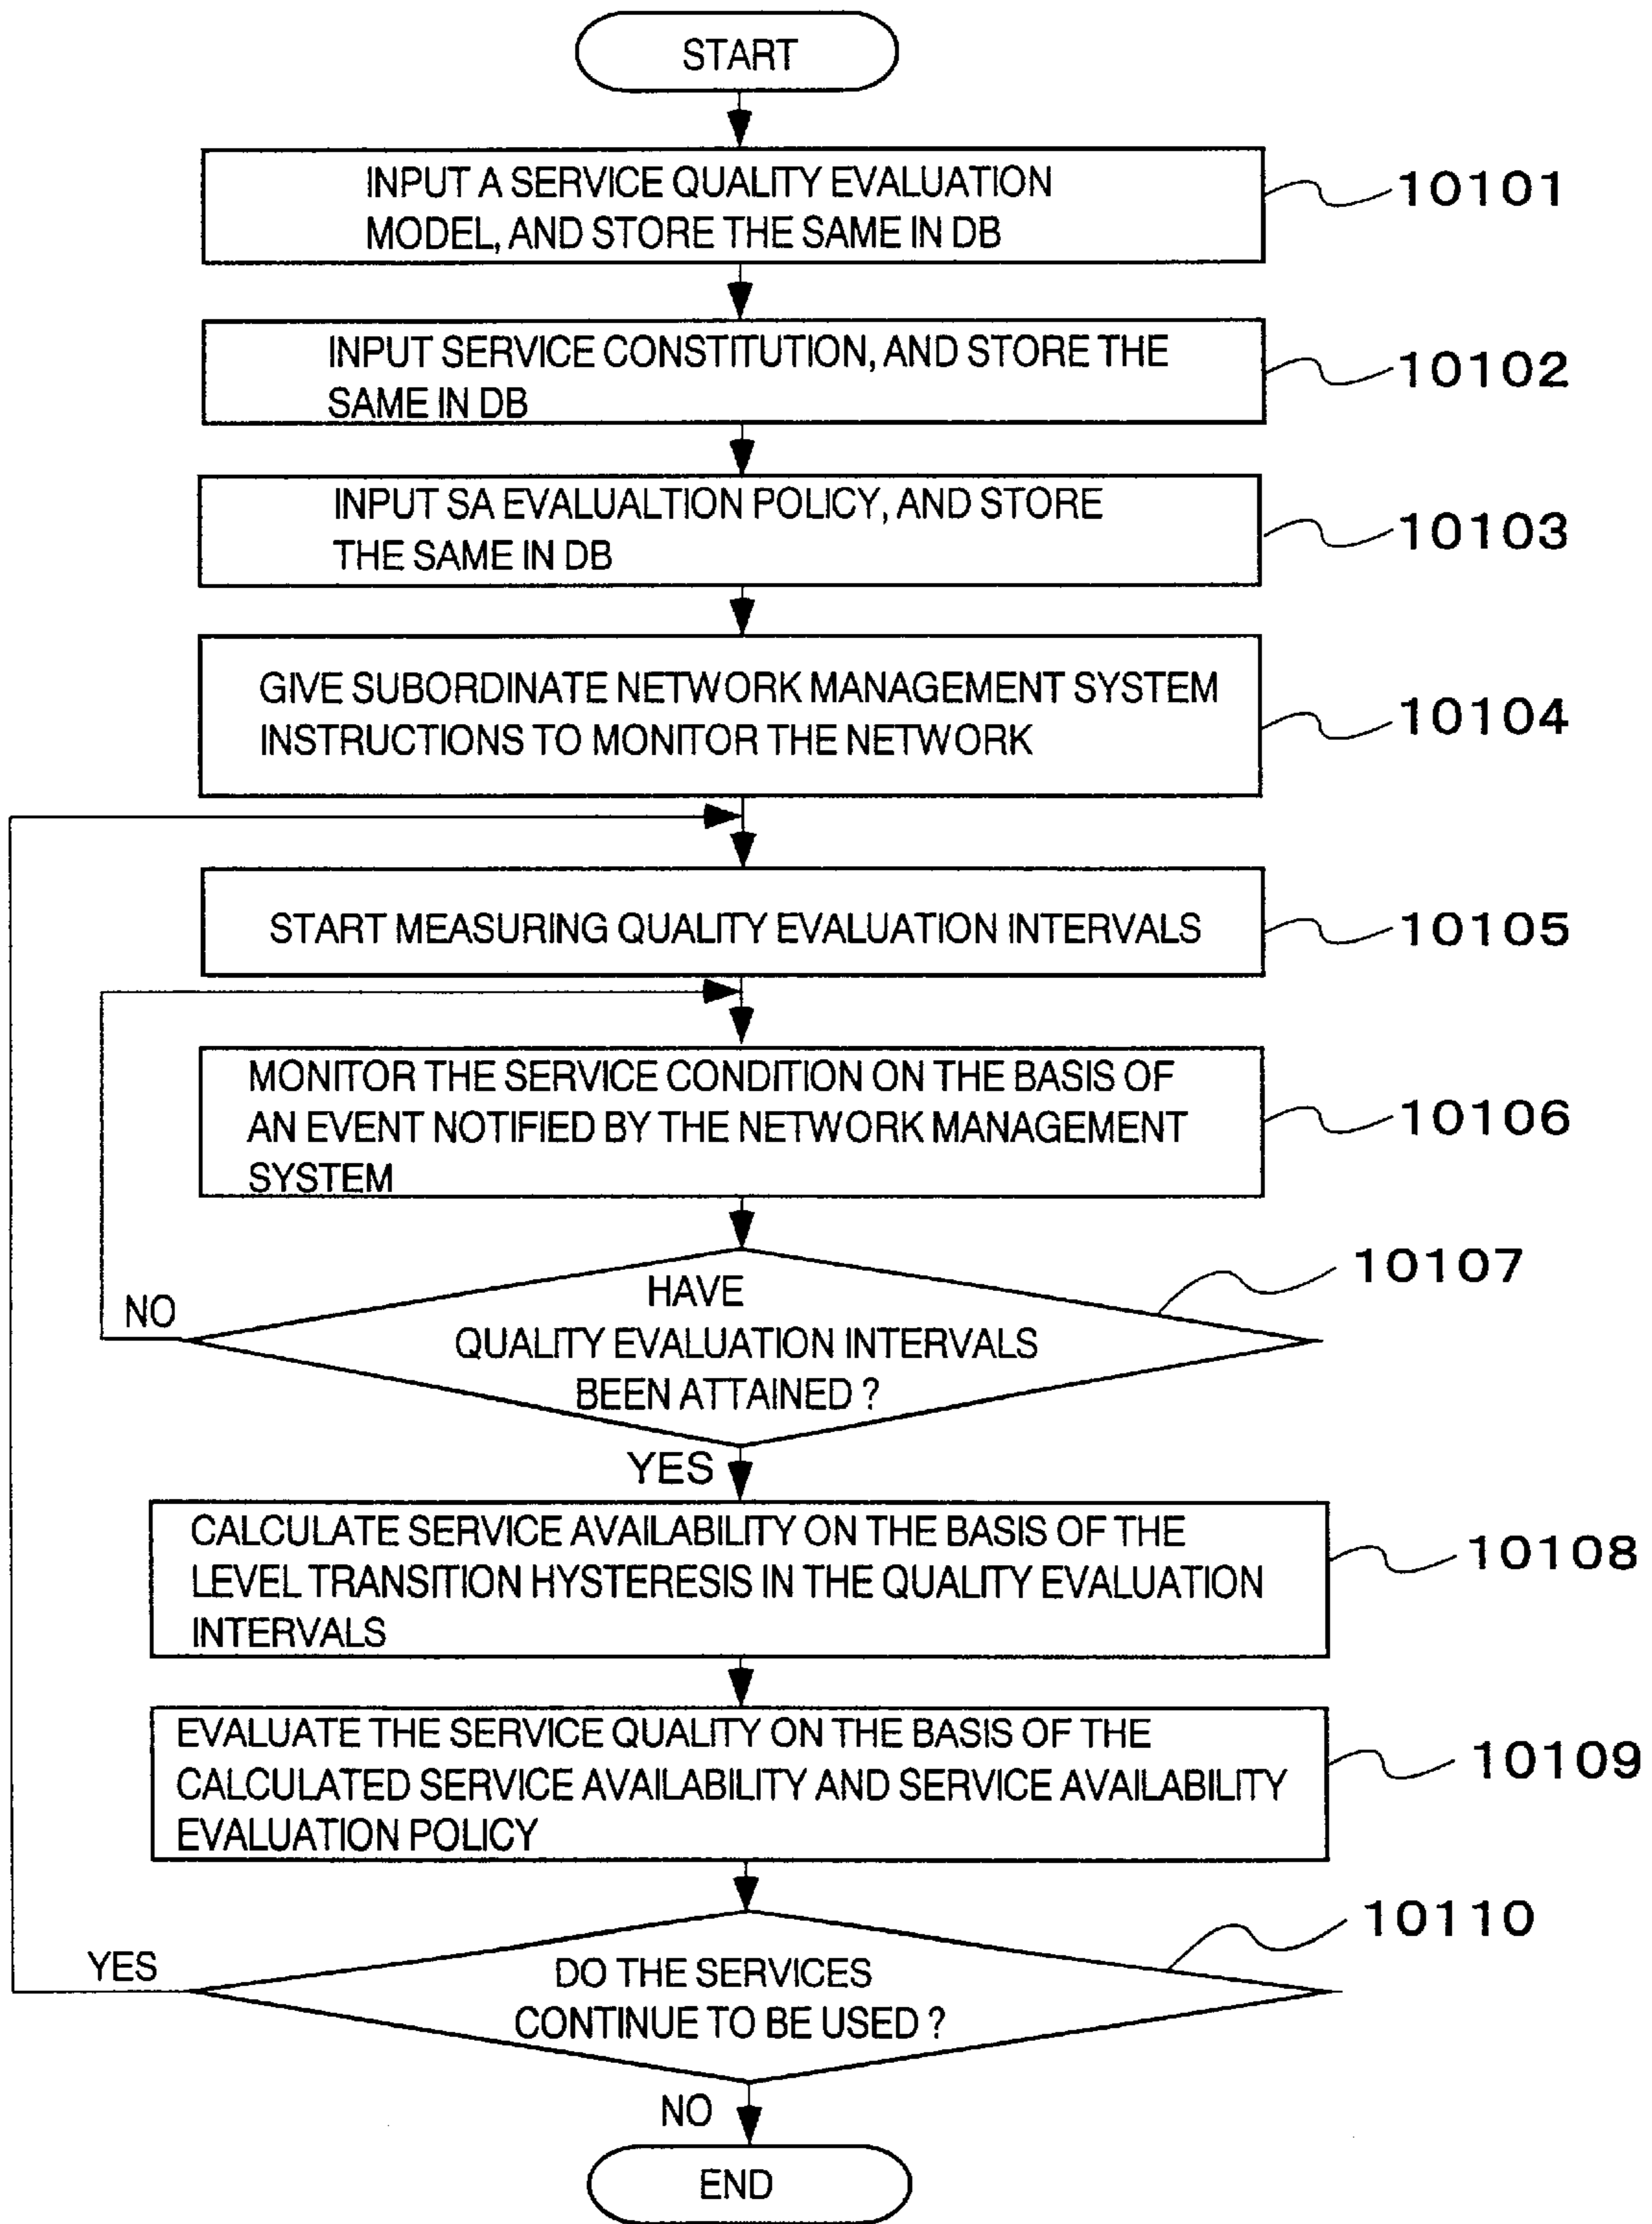 START
INPUT A SERVICE QUALITY EVALUATION
MODEL, AND STORE THE SAME IN DB
10101
INPUT SERVICE CONSTITUTION, AND STORE THE
SAME IN DB
10102
INPUT SA EVALUALTION POLICY, AND STORE
THE SAME IN DB
10103
GIVE SUBORDINATE NETWORK MANAGEMENT SYSTEM
INSTRUCTIONS TO MONITOR THE NETWORK
10104
START MEASURING QUALITY EVALUATION INTERVALS
10105
MONITOR THE SERVICE CONDITION ON THE BASIS OF
AN EVENT NOTIFIED BY THE NETWORK MANAGEMENT
SYSTEM
10106
HAVE
QUALITY EVALUATION INTERVALS
BEEN ATTAINED ?
10107
NO
YES
CALCULATE SERVICE AVAILABILITY ON THE BASIS OF THE
LEVEL TRANSITION HYSTERESIS IN THE QUALITY EVALUATION
INTERVALS
10108
EVALUATE THE SERVICE QUALITY ON THE BASIS OF THE
CALCULATED SERVICE AVAILABILITY AND SERVICE AVAILABILITY
EVALUATION POLICY
10109
DO THE SERVICES
CONTINUE TO BE USED ?
10110
YES
NO
END